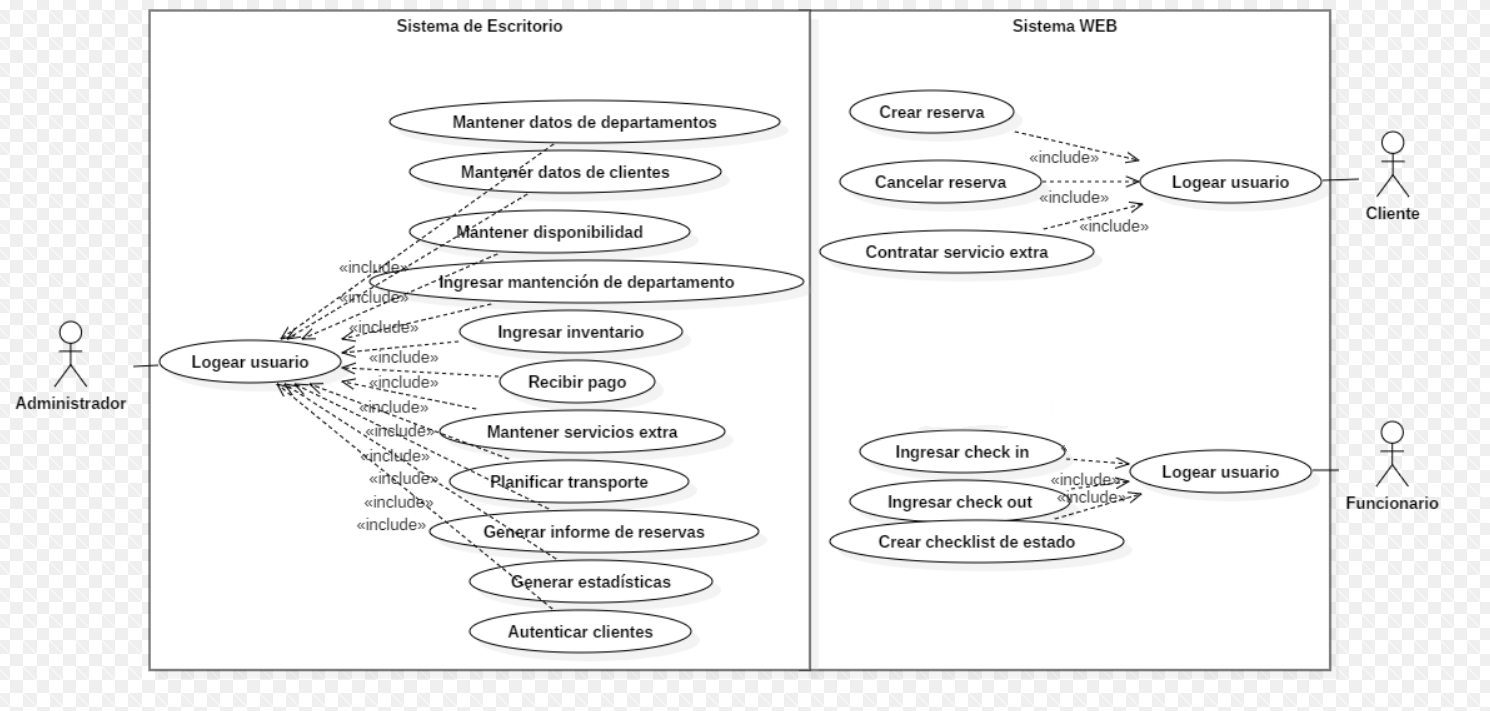 Sistema de Escritorio
Mantener datos de departamentos
Mantener datos de clientes
Mantener disponibilidad
«include»
Ingresar mantención de departamento
«include»
«include»
Ingresar inventario
«include»
Logear usuario
Recibir pago
«include»
Administrador
«include»
«include»
Mantener servicios extra
«include»
«include»
Planificar transporte
«include»
«include»
Generar informe de reservas
Generar estadísticas
Autenticar clientes
Sistema WEB
Crear reserva
«include»
Cancelar reserva
Logear usuario
«include»
Cliente
«include»
Contratar servicio extra
Ingresar check in
Logear usuario
«include»
«include»
Ingresar check out
Funcionario
Crear checklist de estado